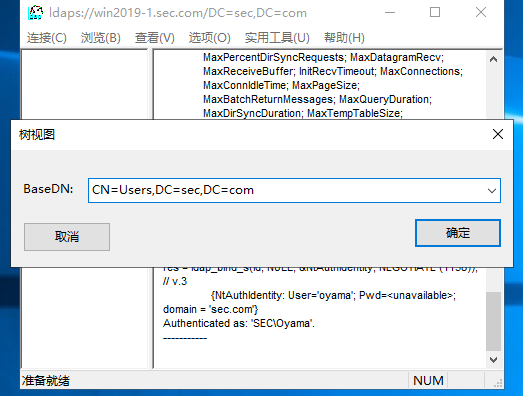 ldaps://win2019-1.sec.com/DC=sec,DC=com
连接(C) 浏览(B) 查看(V) 选项(O) 实用工具(U) 帮助(H)
MaxPercentDirSyncRequests; MaxDatagramRecv;
MaxReceiveBuffer; InitRecvTimeout; MaxConnections;
MaxConnIdleTime; MaxPageSize;
MaxBatchReturnMessages; MaxQueryDuration;
MaxDirSyncDuration; MaxTempTableSize;
树视图
BaseDN: CN=Users,DC=sec,DC=com
取消 确定
res = ldap_bind_s(ld, NULL, &NtAuthIdentity, NEGOTIATE (1158));
// v.3
{NtAuthIdentity: User='oyama'; Pwd=<unavailable>;
domain = 'sec.com'}
Authenticated as: 'SEC\Oyama'.
-----------
准备就绪 NUM